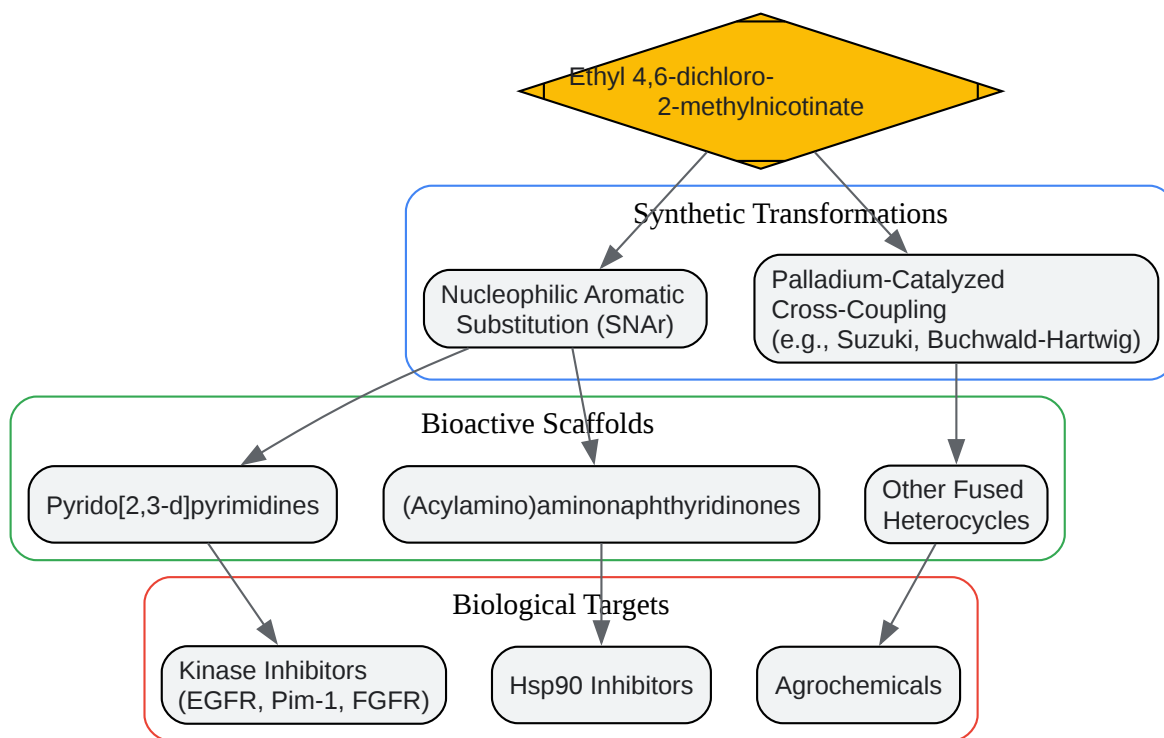 Ethyl 4,6-dichloro-
2-methylnicotinate
Synthetic Transformations
Nucleophilic Aromatic
Substitution (SNAr)
Palladium-Catalyzed
Cross-Coupling
(e.g., Suzuki, Buchwald-Hartwig)
Bioactive Scaffolds
Pyrido[2,3-d]pyrimidines
(Acylamino)aminonaphthyridinones
Other Fused
Heterocycles
Biological Targets
Kinase Inhibitors
(EGFR, Pim-1, FGFR)
Hsp90 Inhibitors
Agrochemicals